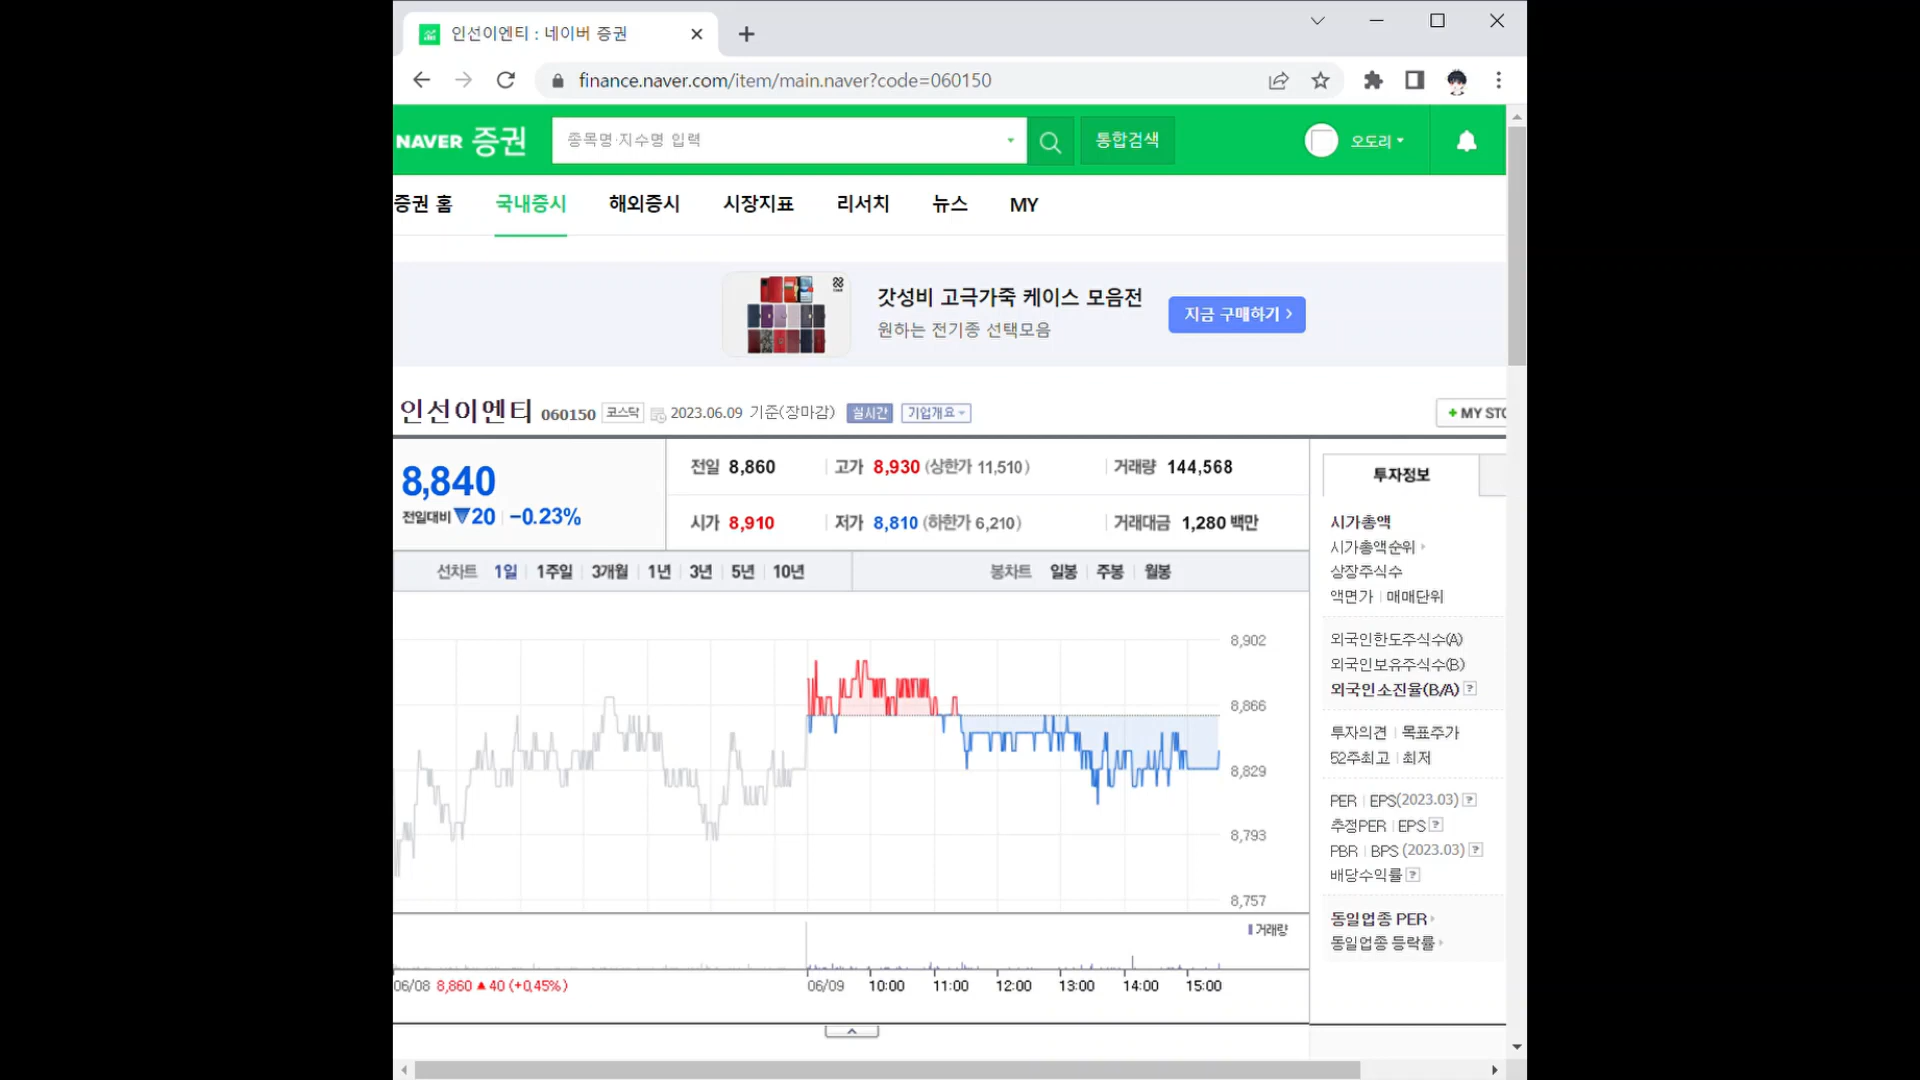 인선이엔티 : 네이버 증권
finance.naver.com/item/main.naver?code=060150
NAVER 증권
종목명·지수명 입력
통합검색
오도리
증권 홈 국내증시 해외증시 시장지표 리서치 뉴스 MY
갓성비 고극가죽 케이스 모음전
원하는 전기종 선택모음
지금 구매하기 >
인선이엔티 060150 코스닥 2023.06.09 기준(장마감) 실시간 기업개요
+ MY STO
8,840
전일대비 ▼20 -0.23%
전일 8,860 고가 8,930 (상한가 11,510) 거래량 144,568
시가 8,910 저가 8,810 (하한가 6,210) 거래대금 1,280 백만
선차트 1일 1주일 3개월 1년 3년 5년 10년 봉차트 일봉 주봉 월봉
8,902
8,866
8,829
8,793
8,757
거래량
06/08 8,860 ▲40 (+0.45%)
06/09 10:00 11:00 12:00 13:00 14:00 15:00
투자정보
시가총액
시가총액순위
상장주식수
액면가 | 매매단위
외국인한도주식수(A)
외국인보유주식수(B)
외국인소진율(B/A) ?
투자의견 | 목표주가
52주최고 | 최저
PER | EPS(2023.03) ?
추정PER | EPS ?
PBR | BPS (2023.03) ?
배당수익률 ?
동일업종 PER
동일업종 등락률